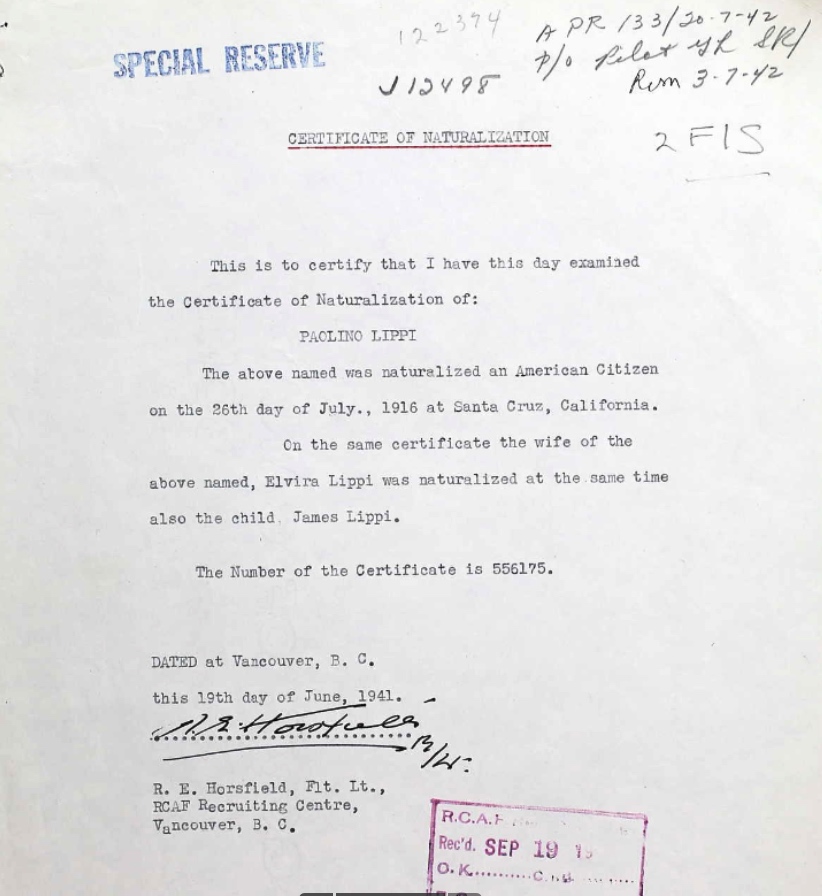 122394
A PR 133/20-7-42
SPECIAL RESERVE
P/O Pilot
J12498
3-7-42
CERTIFICATE OF NATURALIZATION
2 FIS
This is to certify that I have this day examined
the Certificate of Naturalization of:
PAOLINO LIPPI
The above named was naturalized an American Citizen
on the 26th day of July., 1916 at Santa Cruz, California.
On the same certificate the wife of the
above named, Elvira Lippi was naturalized at the same time
also the child James Lippi.
The Number of the Certificate is 556175.
DATED at Vancouver, B. C.
this 19th day of June, 1941.
R. E. Horsfield
F/Lt.
R. E. Horsfield, Flt. Lt.,
RCAF Recruiting Centre,
Vancouver, B. C.
R.C.A.F
Rec'd. SEP 19
O.K.